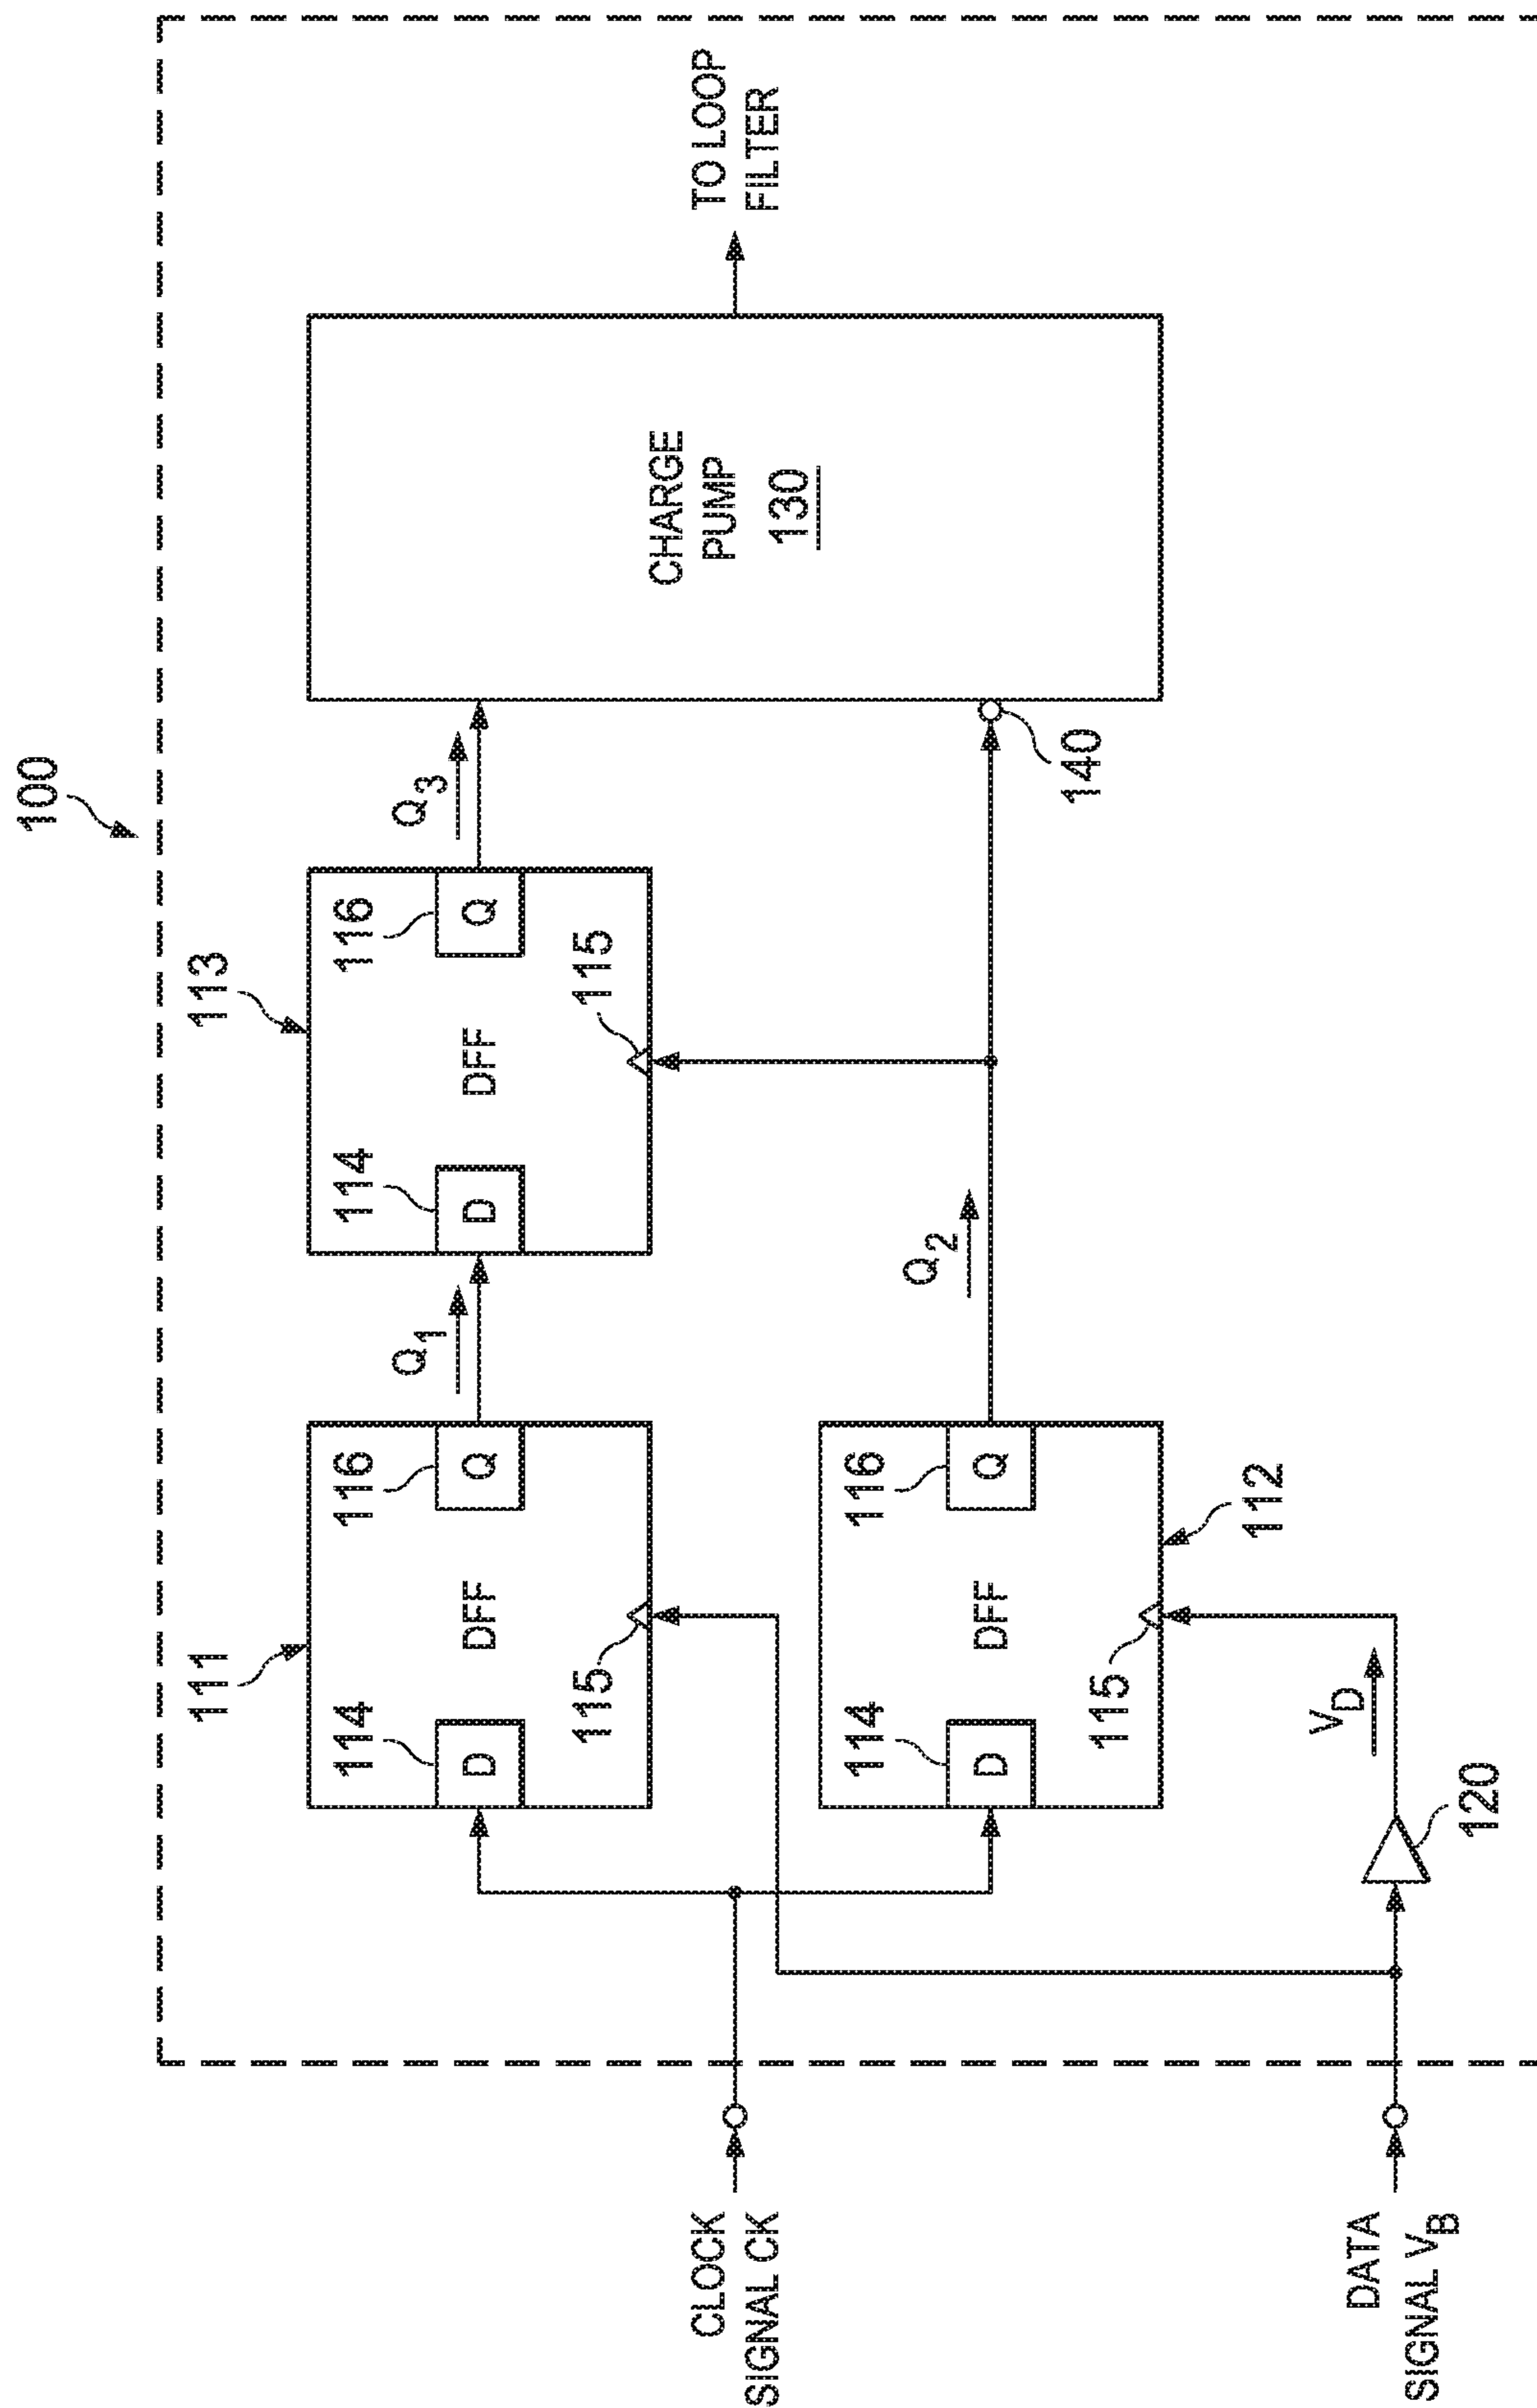 100
111
114
D
DFF
116
Q
115
Q1
113
114
D
DFF
116
Q
115
Q3
CHARGE
PUMP
130
TO LOOP
FILTER
CLOCK
SIGNAL CK
114
D
DFF
116
Q
115
112
Q2
140
DATA
SIGNAL VB
120
VD